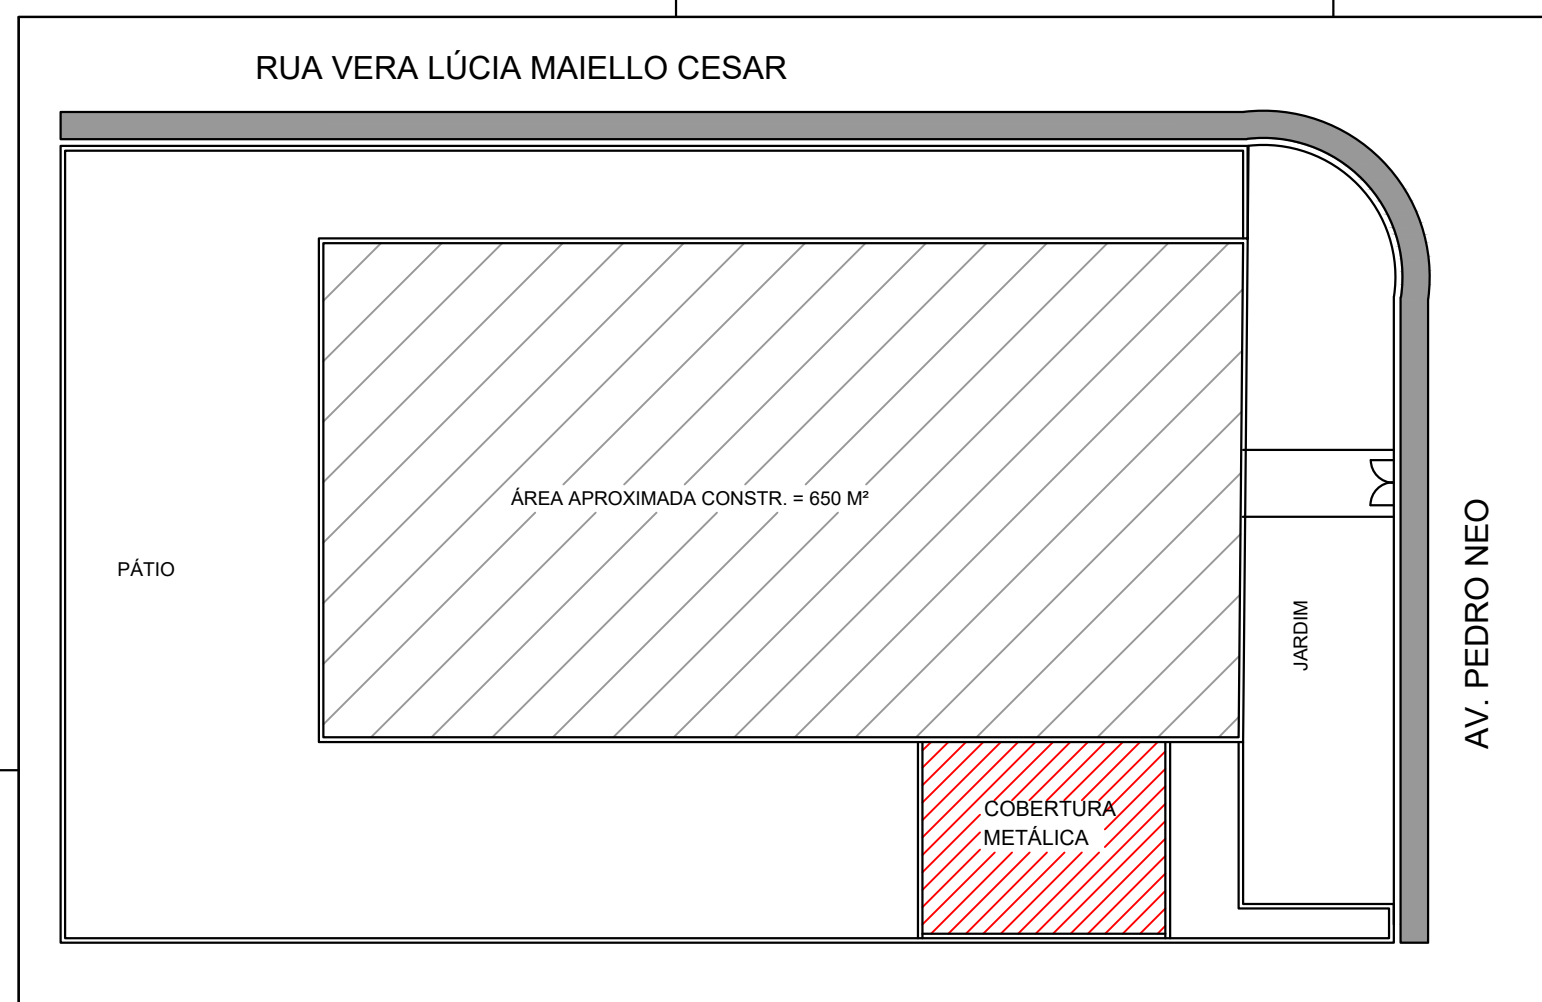 RUA VERA LÚCIA MAIELLO CESAR
ÁREA APROXIMADA CONSTR. = 650 M²
PÁTIO
JARDIM
AV. PEDRO NEO
COBERTURA
METÁLICA